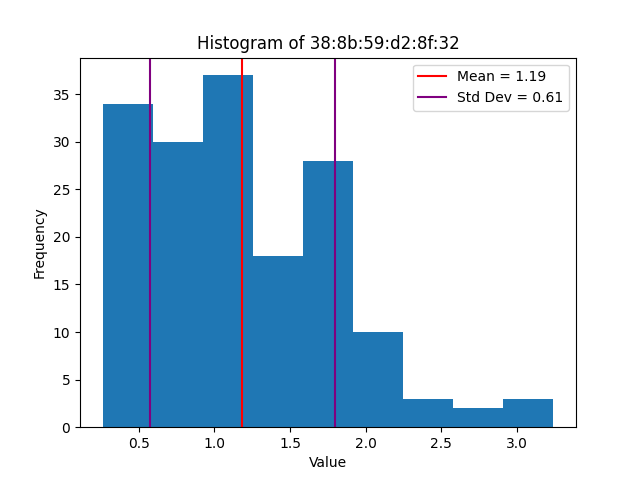 Histogram of 38:8b:59:d2:8f:32
Mean = 1.19
Std Dev = 0.61
Frequency
35
30
25
20
15
10
5
0
0.5 1.0 1.5 2.0 2.5 3.0
Value